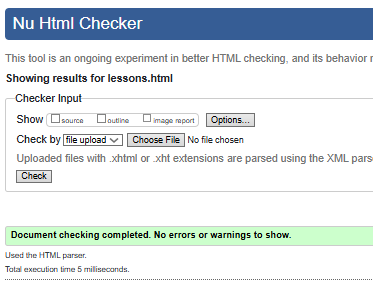 Nu Html Checker
This tool is an ongoing experiment in better HTML checking, and its behavior r
Showing results for lessons.html
Checker Input
Show source outline image report Options...
Check by file upload Choose File No file chosen
Uploaded files with .xhtml or .xht extensions are parsed using the XML parse
Check
Document checking completed. No errors or warnings to show.
Used the HTML parser.
Total execution time 5 milliseconds.